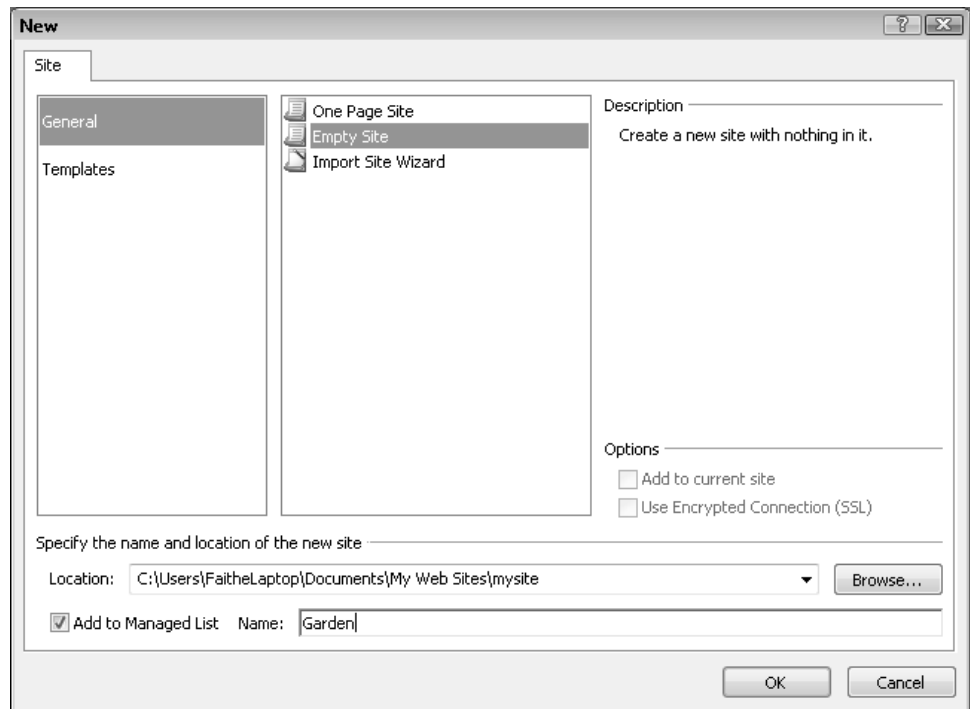 New
Site
General
Templates
One Page Site
Empty Site
Import Site Wizard
Description
Create a new site with nothing in it.
Options
Add to current site
Use Encrypted Connection (SSL)
Specify the name and location of the new site
Location: C:\Users\FaitheLaptop\Documents\My Web Sites\mysite Browse...
Add to Managed List Name: Garden
OK Cancel